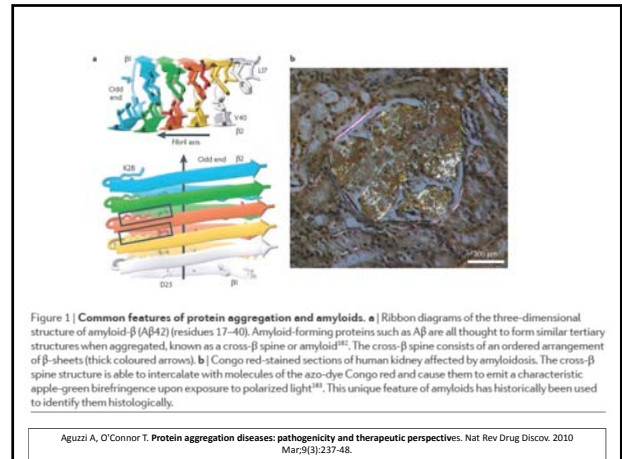 a
β1
L17
Odd
end
V40
β2
Fibril axis
Odd end
β2
K28
D23
β1
b
Figure 1 | Common features of protein aggregation and amyloids. a | Ribbon diagrams of the three-dimensional
structure of amyloid-β (Aβ42) (residues 17–40). Amyloid-forming proteins such as Aβ are all thought to form similar tertiary
structures when aggregated, known as a cross-β spine or amyloid¹⁸². The cross-β spine consists of an ordered arrangement
of β-sheets (thick coloured arrows). b | Congo red-stained sections of human kidney affected by amyloidosis. The cross-β
spine structure is able to intercalate with molecules of the azo-dye Congo red and cause them to emit a characteristic
apple-green birefringence upon exposure to polarized light¹⁸³. This unique feature of amyloids has historically been used
to identify them histologically.
Aguzzi A, O'Connor T. Protein aggregation diseases: pathogenicity and therapeutic perspectives. Nat Rev Drug Discov. 2010
Mar;9(3):237-48.